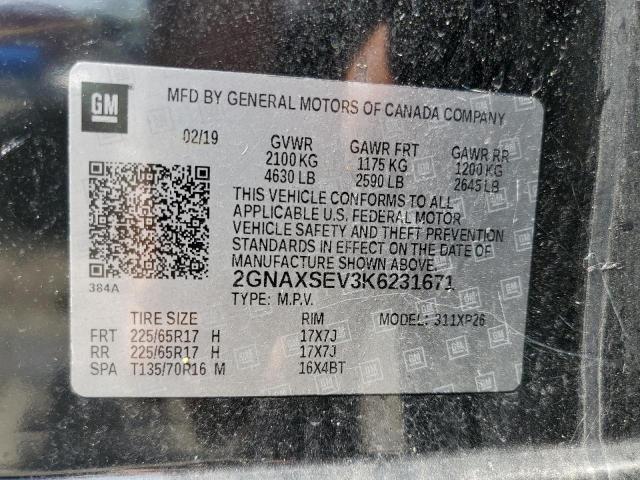 GM
MFD BY GENERAL MOTORS OF CANADA COMPANY
02/19 GVWR GAWR FRT GAWR RR
2100 KG 1175 KG 1200 KG
4630 LB 2590 LB 2645 LB
THIS VEHICLE CONFORMS TO ALL
APPLICABLE U.S. FEDERAL MOTOR
VEHICLE SAFETY AND THEFT PREVENTION
STANDARDS IN EFFECT ON THE DATE OF
MANUFACTURE SHOWN ABOVE.
384A
2GNAXSEV3K6231671
TYPE: M.P.V.
TIRE SIZE RIM MODEL: 311XP26
FRT 225/65R17 H 17X7J
RR 225/65R17 H 17X7J
SPA T135/70R16 M 16X4BT